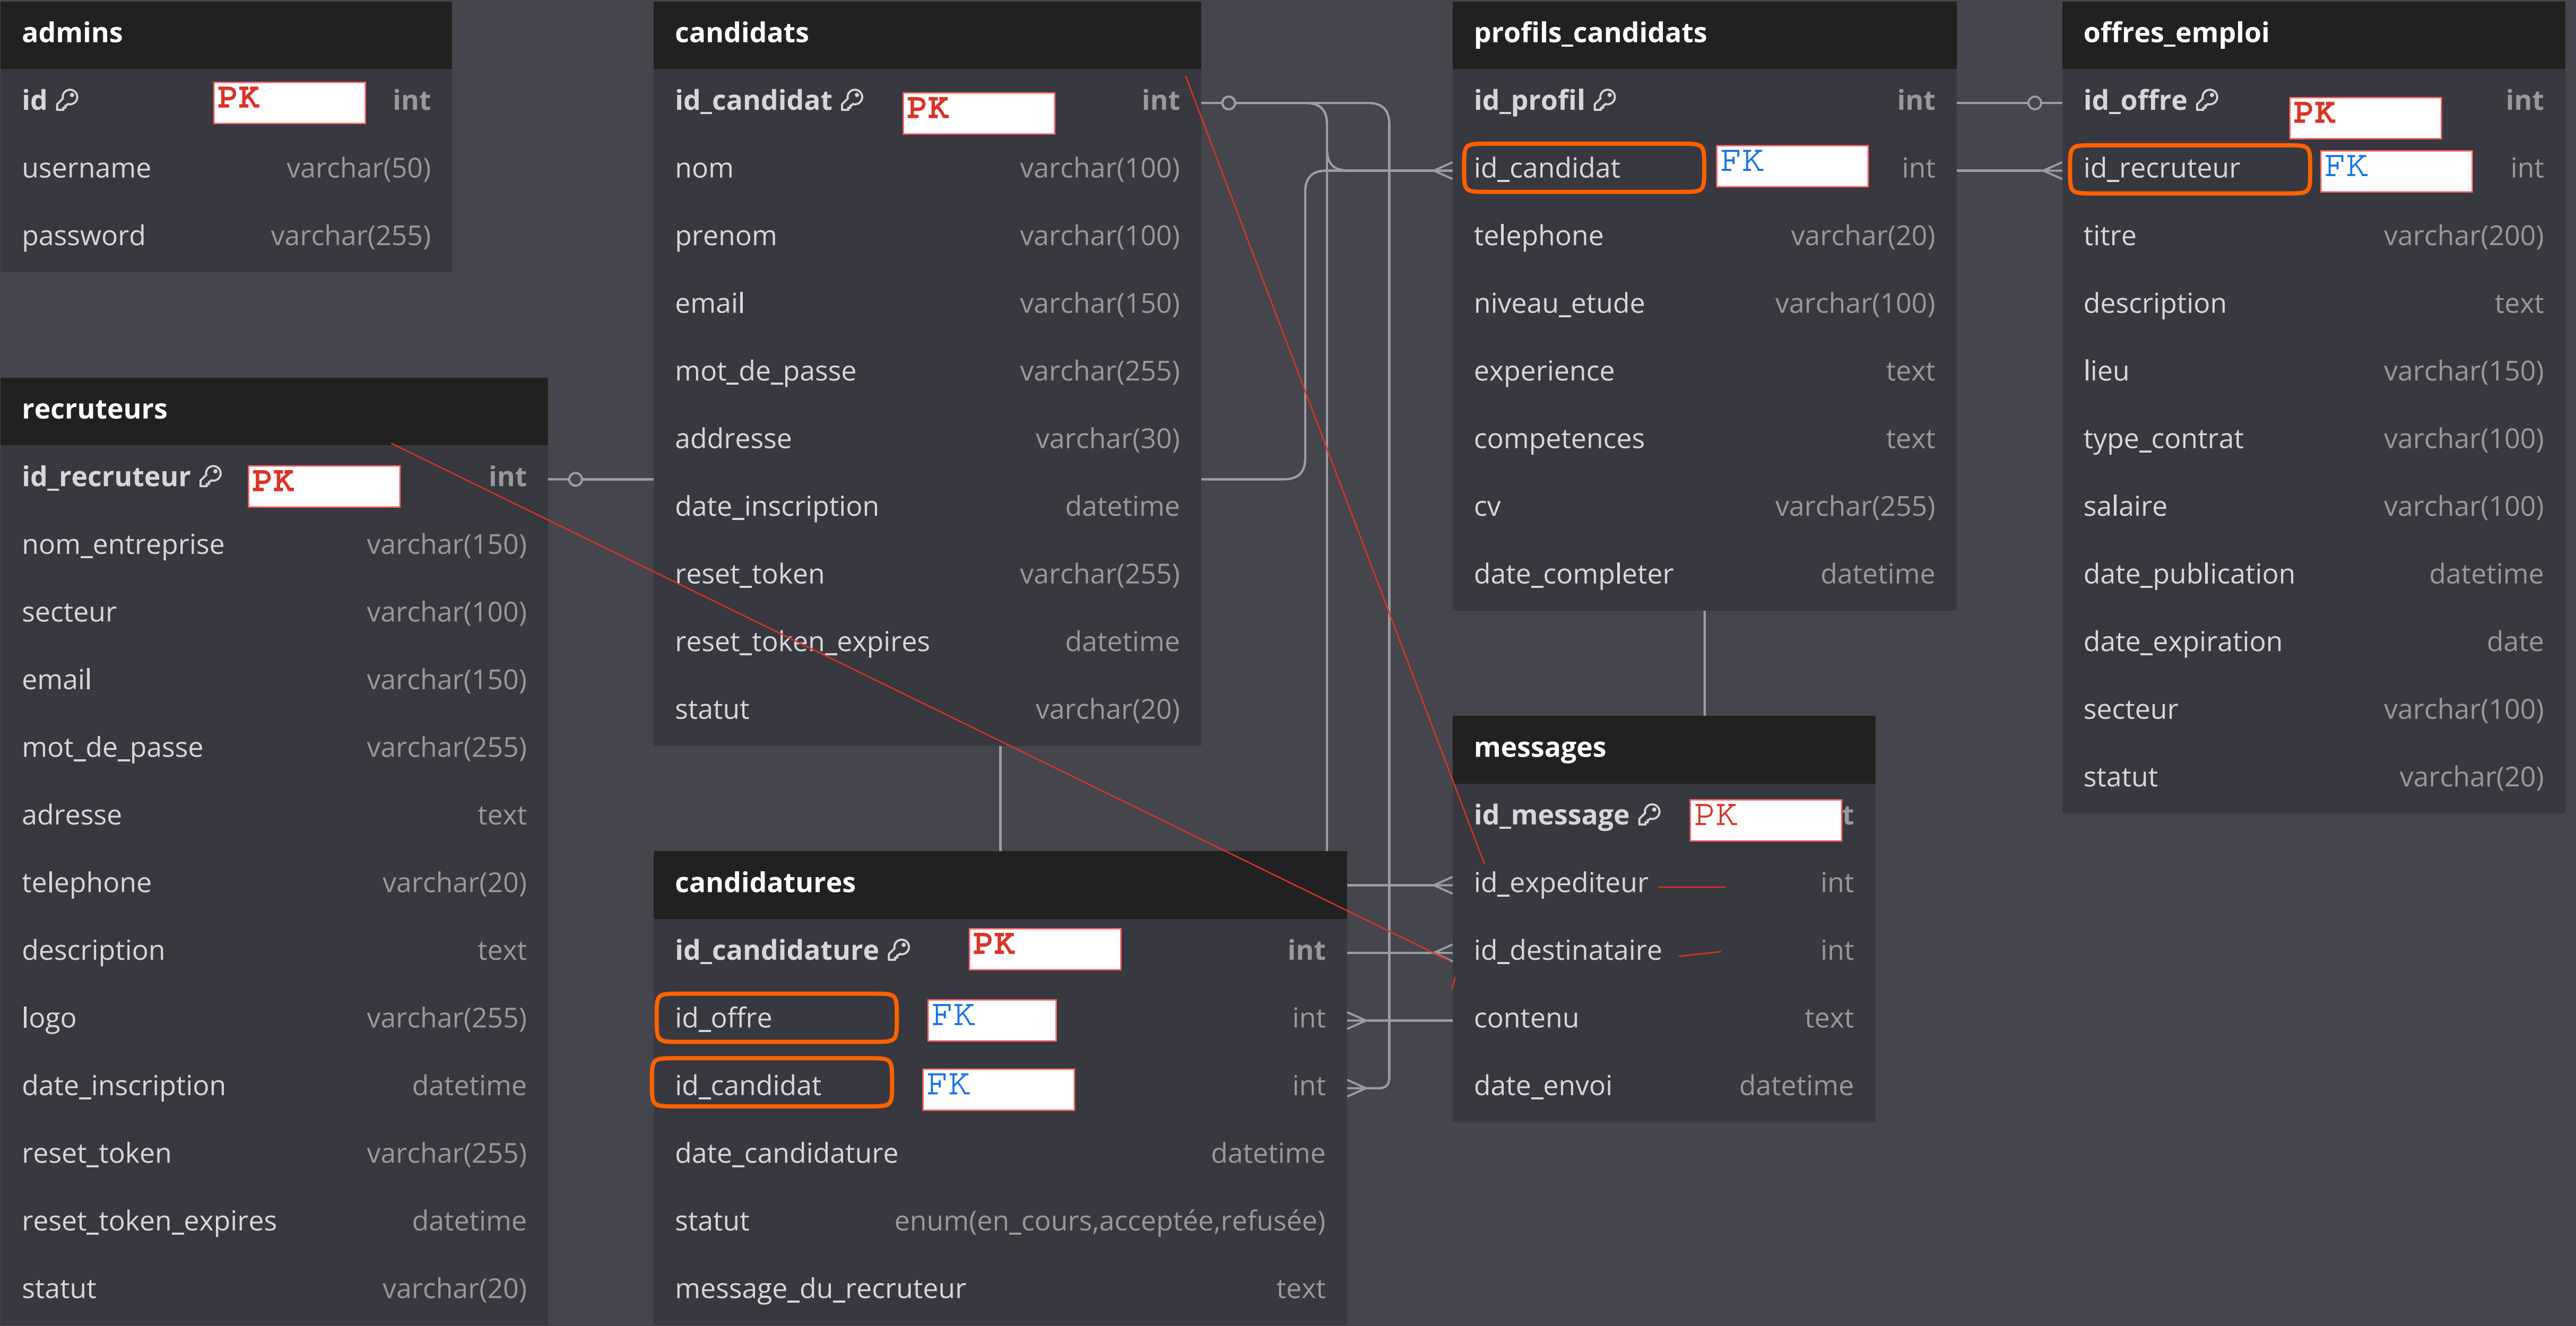 admins
id PK int
username varchar(50)
password varchar(255)
recruteurs
id_recruteur PK int
nom_entreprise varchar(150)
secteur varchar(100)
email varchar(150)
mot_de_passe varchar(255)
adresse text
telephone varchar(20)
description text
logo varchar(255)
date_inscription datetime
reset_token varchar(255)
reset_token_expires datetime
statut varchar(20)
candidats
id_candidat PK int
nom varchar(100)
prenom varchar(100)
email varchar(150)
mot_de_passe varchar(255)
addresse varchar(30)
date_inscription datetime
reset_token varchar(255)
reset_token_expires datetime
statut varchar(20)
candidatures
id_candidature PK int
id_offre FK int
id_candidat FK int
date_candidature datetime
statut enum(en_cours,acceptée,refusée)
message_du_recruteur text
profils_candidats
id_profil int
id_candidat FK int
telephone varchar(20)
niveau_etude varchar(100)
experience text
competences text
cv varchar(255)
date_completer datetime
messages
id_message PK t
id_expediteur int
id_destinataire int
contenu text
date_envoi datetime
offres_emploi
id_offre PK int
id_recruteur FK int
titre varchar(200)
description text
lieu varchar(150)
type_contrat varchar(100)
salaire varchar(100)
date_publication datetime
date_expiration date
secteur varchar(100)
statut varchar(20)